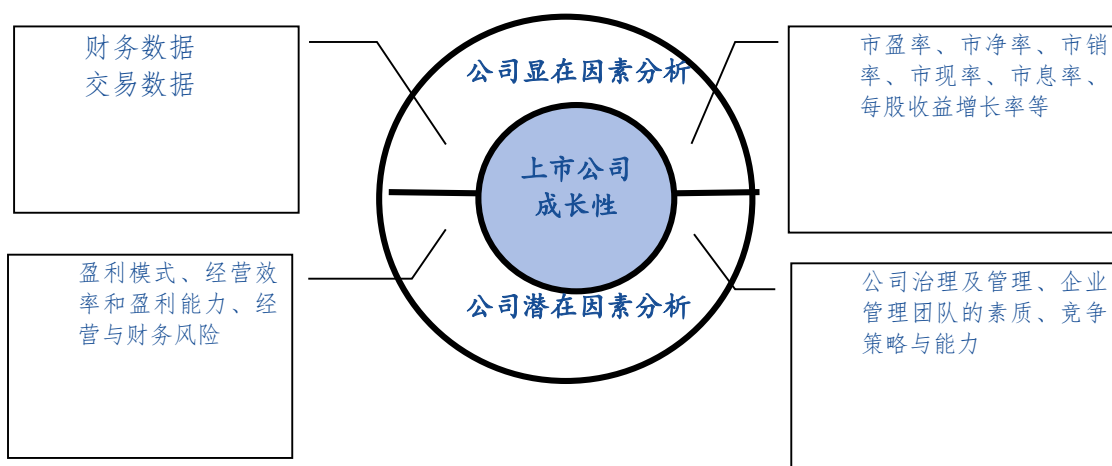 财务数据
交易数据
公司显在因素分析
市盈率、市净率、市销
率、市现率、市息率、
每股收益增长率等
上市公司
成长性
盈利模式、经营效
率和盈利能力、经
营与财务风险
公司潜在因素分析
公司治理及管理、企业
管理团队的素质、竞争
策略与能力